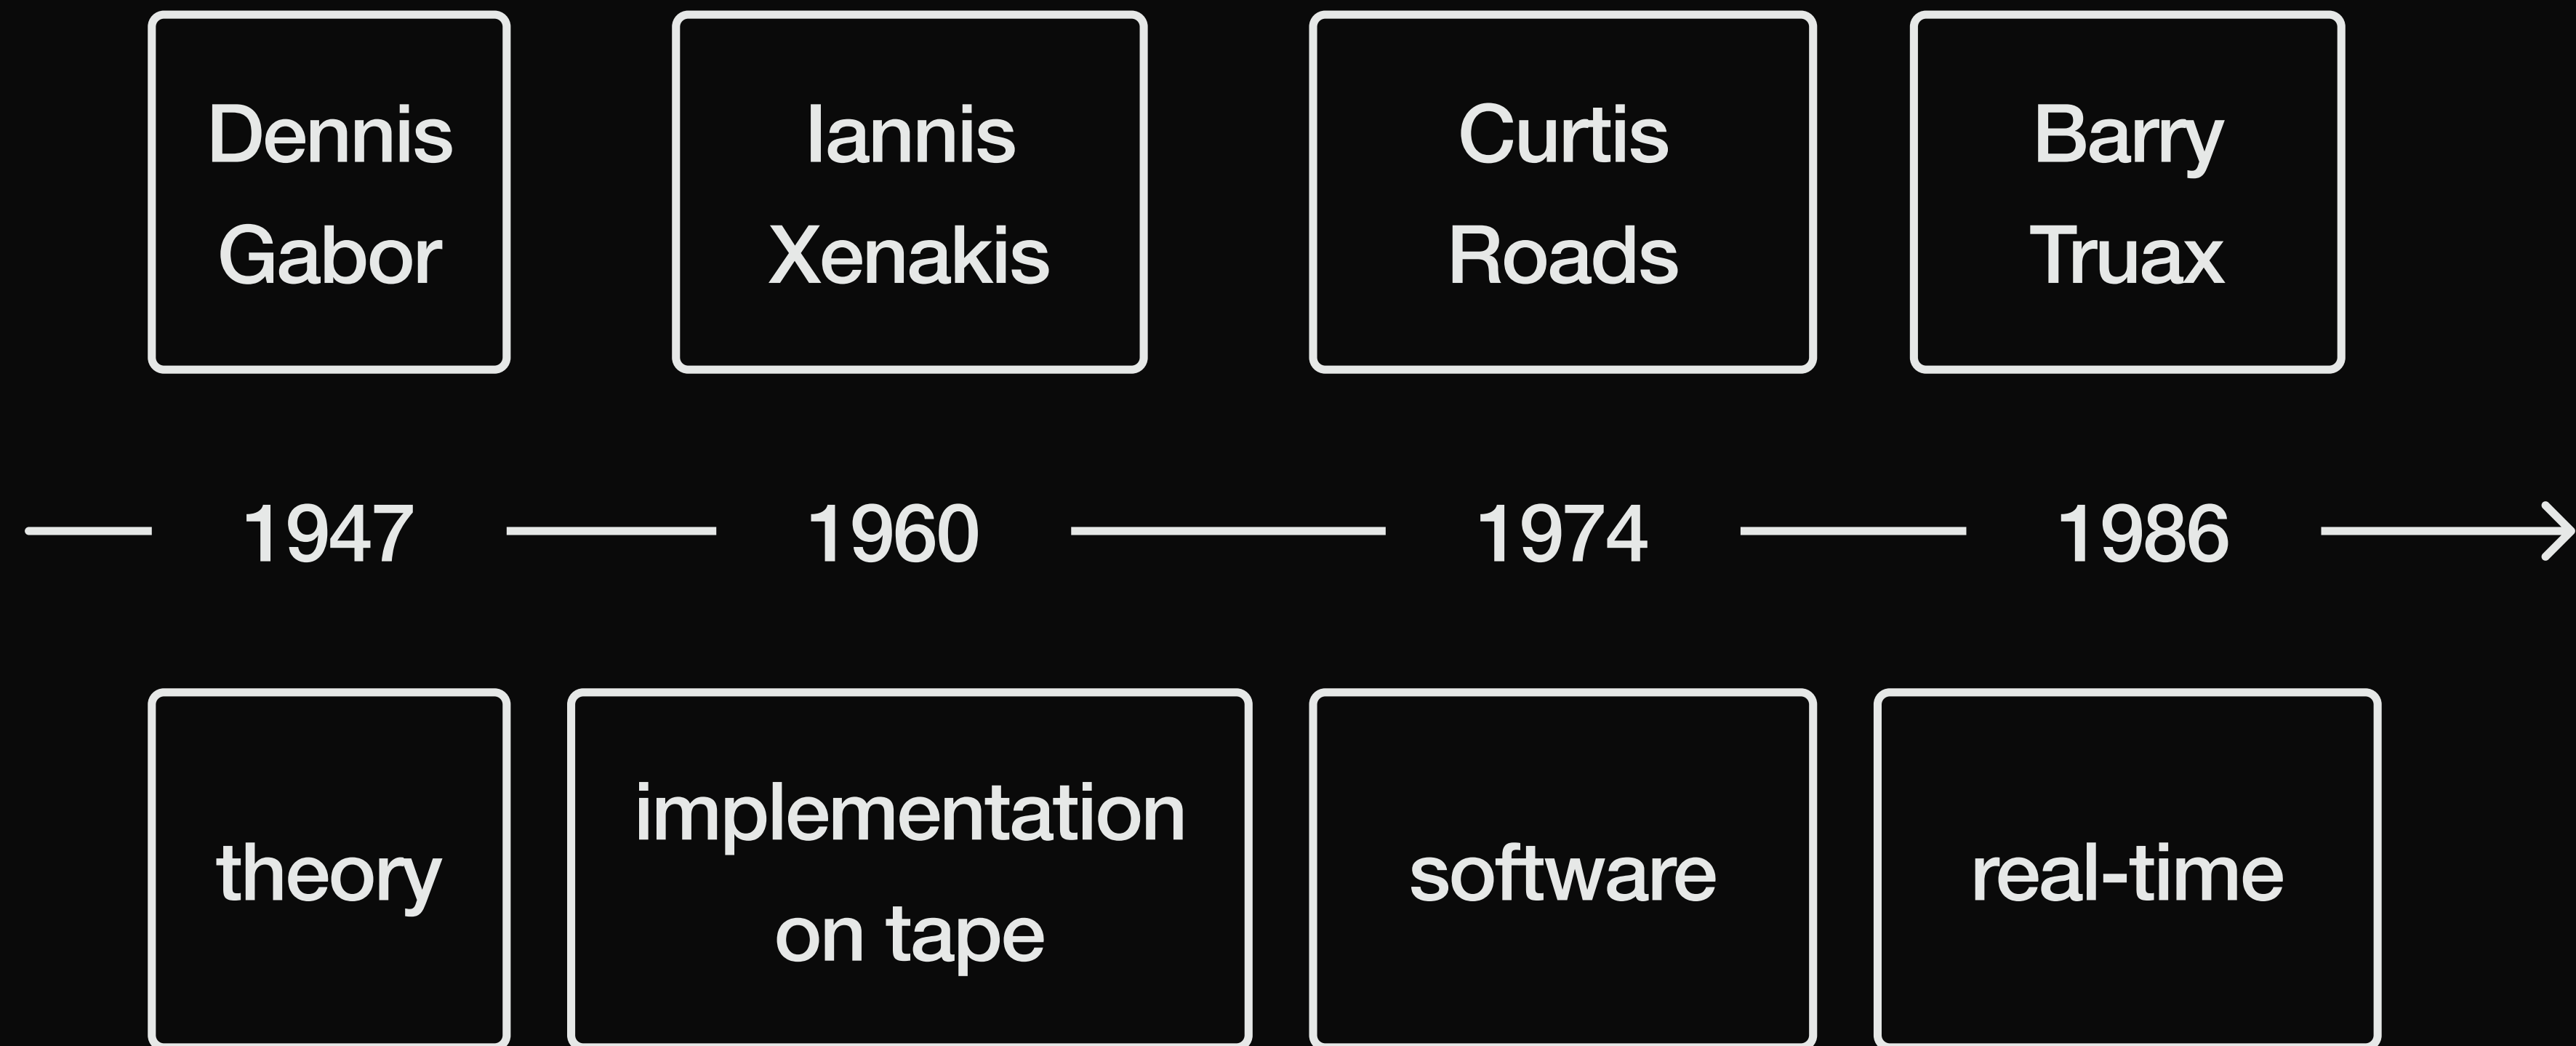 Dennis
Gabor
Iannis
Xenakis
Curtis
Roads
Barry
Truax
1947
1960
1974
1986
theory
implementation
on tape
software
real-time